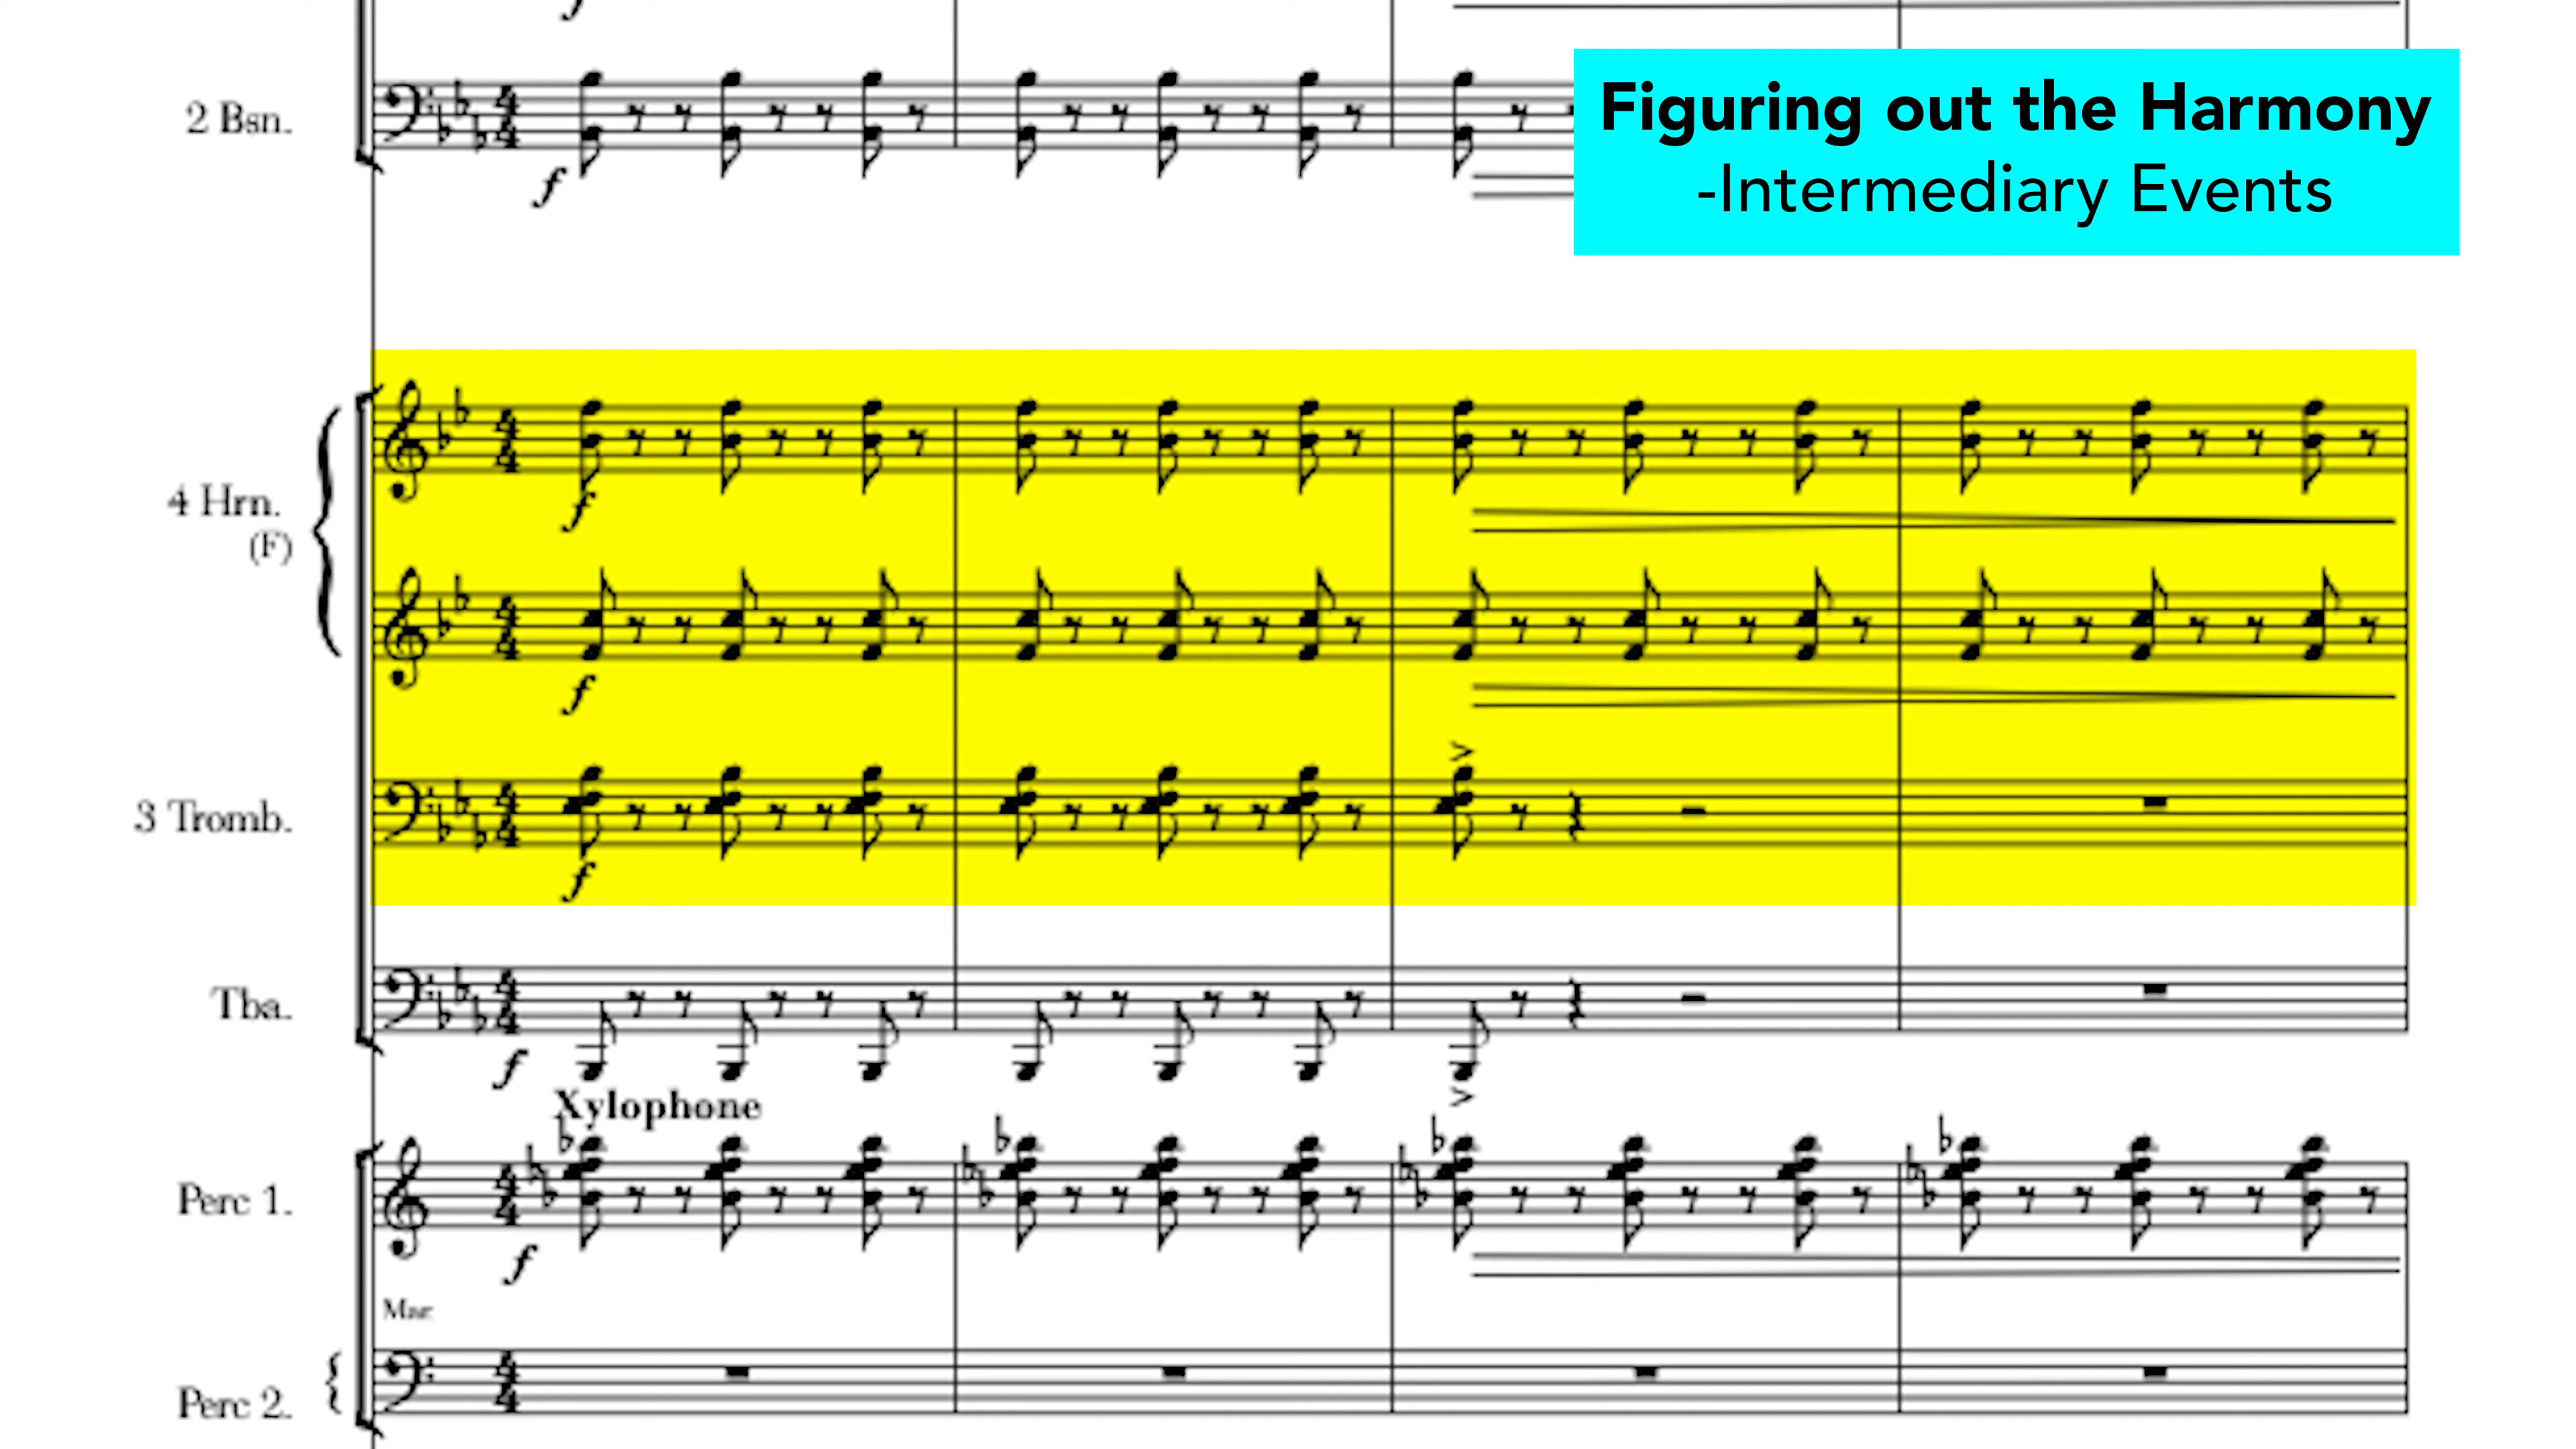 2 Bsn.
Figuring out the Harmony
-Intermediary Events
f
4 Hrn.
(F)
f
f
3 Tromb.
f
Tba.
f
Xylophone
Perc 1.
f
Mar.
Perc 2.